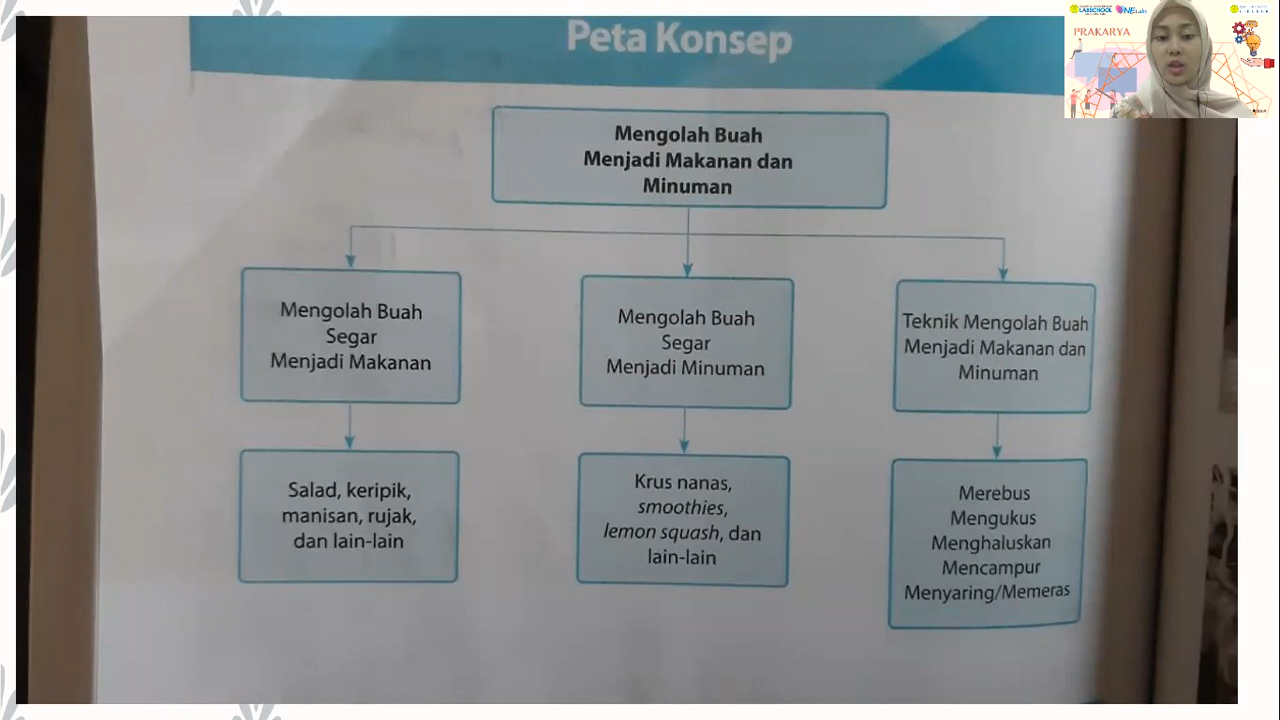 Peta Konsep
Mengolah Buah
Menjadi Makanan dan
Minuman
Mengolah Buah
Segar
Menjadi Makanan
Mengolah Buah
Segar
Menjadi Minuman
Teknik Mengolah Buah
Menjadi Makanan dan
Minuman
Salad, keripik,
manisan, rujak,
dan lain-lain
Krus nanas,
smoothies,
lemon squash, dan
lain-lain
Merebus
Mengukus
Menghaluskan
Mencampur
Menyaring/Memeras
LABSCHOOL
PRAKARYA